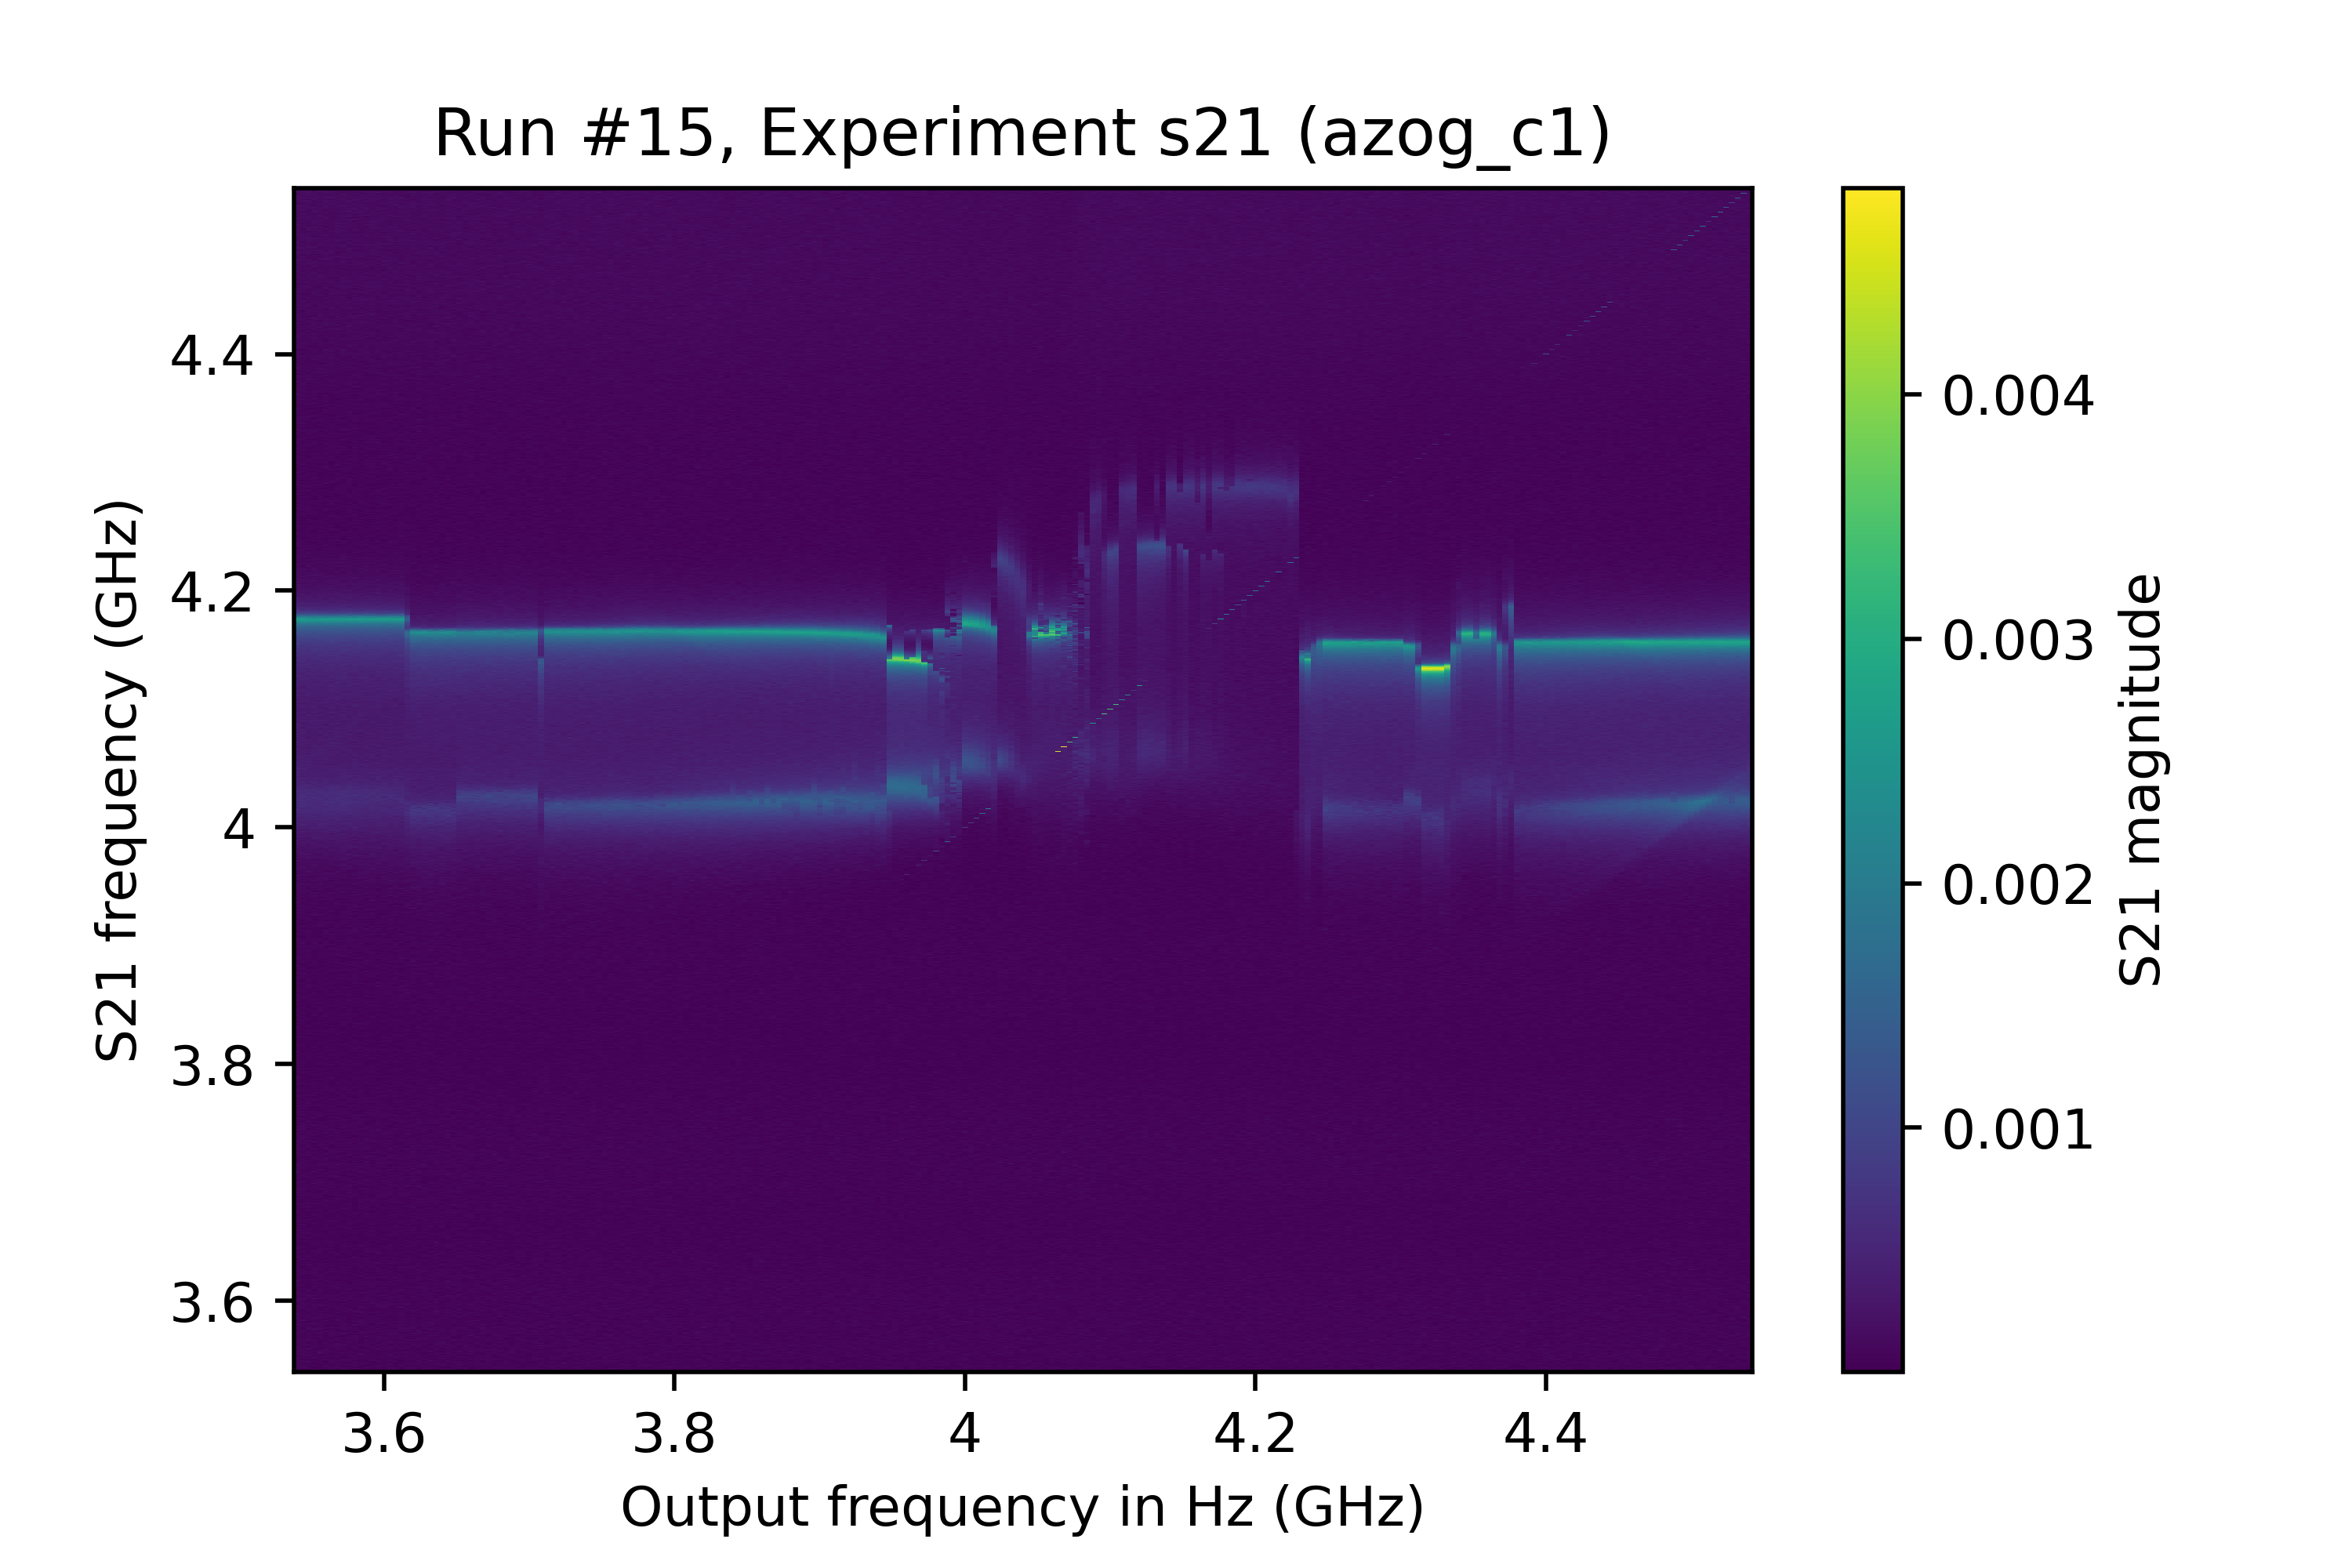 Run #15, Experiment s21 (azog_c1)
S21 frequency (GHz)
4.4
4.2
4
3.8
3.6
3.6 3.8 4 4.2 4.4
Output frequency in Hz (GHz)
0.004
0.003
0.002
0.001
S21 magnitude